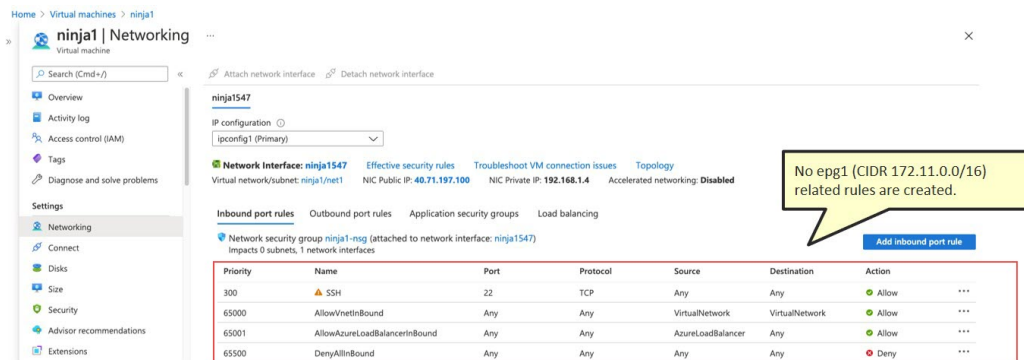 Home > Virtual machines > ninja1
»
ninja1 | Networking ...
Virtual machine
Search (Cmd+/)
«
Overview
Activity log
Access control (IAM)
Tags
Diagnose and solve problems
Settings
Networking
Connect
Disks
Size
Security
Advisor recommendations
Extensions
Attach network interface Detach network interface
ninja1547
IP configuration
ipconfig1 (Primary)
Network Interface: ninja1547 Effective security rules Troubleshoot VM connection issues Topology
Virtual network/subnet: ninja1/net1 NIC Public IP: 40.71.197.100 NIC Private IP: 192.168.1.4 Accelerated networking: Disabled
No epg1 (CIDR 172.11.0.0/16)
related rules are created.
Inbound port rules Outbound port rules Application security groups Load balancing
Network security group ninja1-nsg (attached to network interface: ninja1547)
Impacts 0 subnets, 1 network interfaces
Add inbound port rule
Priority Name Port Protocol Source Destination Action
300 SSH 22 TCP Any Any Allow ...
65000 AllowVnetInBound Any Any VirtualNetwork VirtualNetwork Allow ...
65001 AllowAzureLoadBalancerInBound Any Any AzureLoadBalancer Any Allow ...
65500 DenyAllInBound Any Any Any Any Deny ...